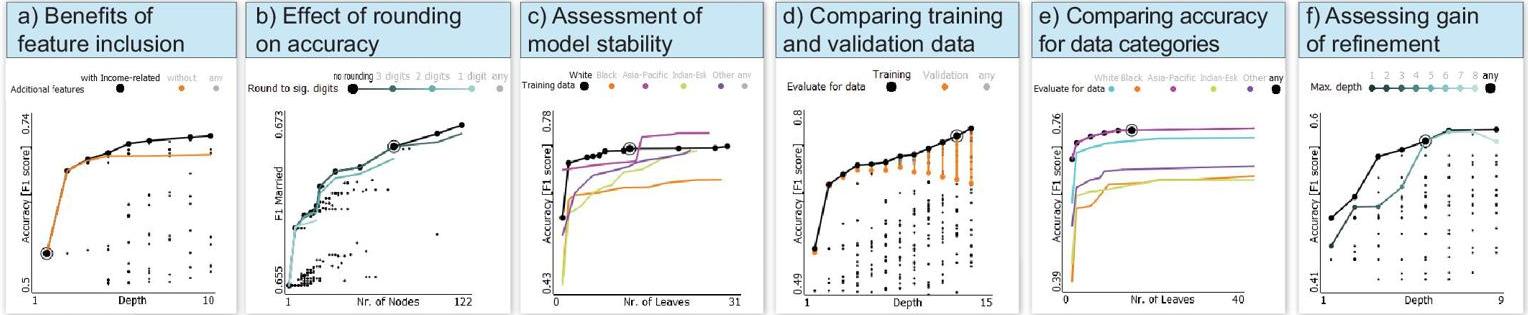 a) Benefits of
feature inclusion
with Income-related without any
Additional features
0.74
Accuracy [F1 score]
0.5
1 Depth 10
b) Effect of rounding
on accuracy
no rounding 3 digits 2 digits 1 digit any
Round to sig. digits
0.673
F1 Married
0.655
1 Nr. of Nodes 122
c) Assessment of
model stability
White Black Asia-Pacific Indian-Esk Other any
Training data
0.78
Accuracy [F1 score]
0.43
0 Nr. of Leaves 31
d) Comparing training
and validation data
Training Validation any
Evaluate for data
0.8
Accuracy [F1 score]
0.49
1 Depth 15
e) Comparing accuracy
for data categories
White Black Asia-Pacific Indian-Esk Other any
Evaluate for data
0.76
Accuracy [F1 score]
0.39
0 Nr. of Leaves 40
f) Assessing gain
of refinement
1 2 3 4 5 6 7 8 any
Max. depth
0.6
Accuracy [F1 score]
0.41
1 Depth 9